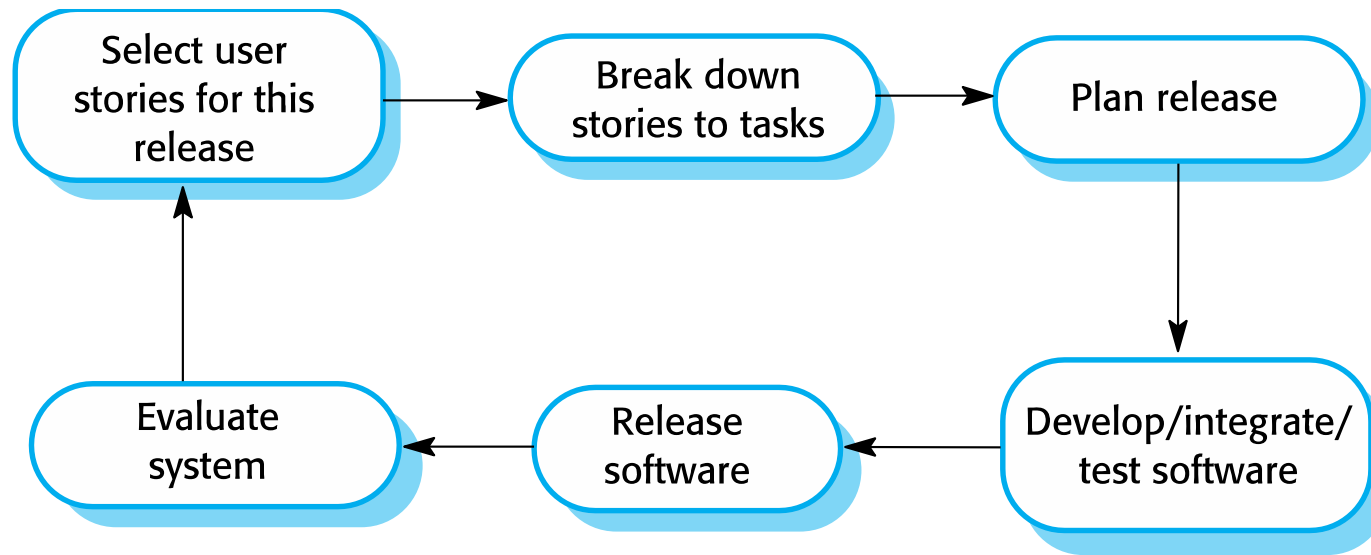 Select user
stories for this
release
Break down
stories to tasks
Plan release
Evaluate
system
Release
software
Develop/integrate/
test software